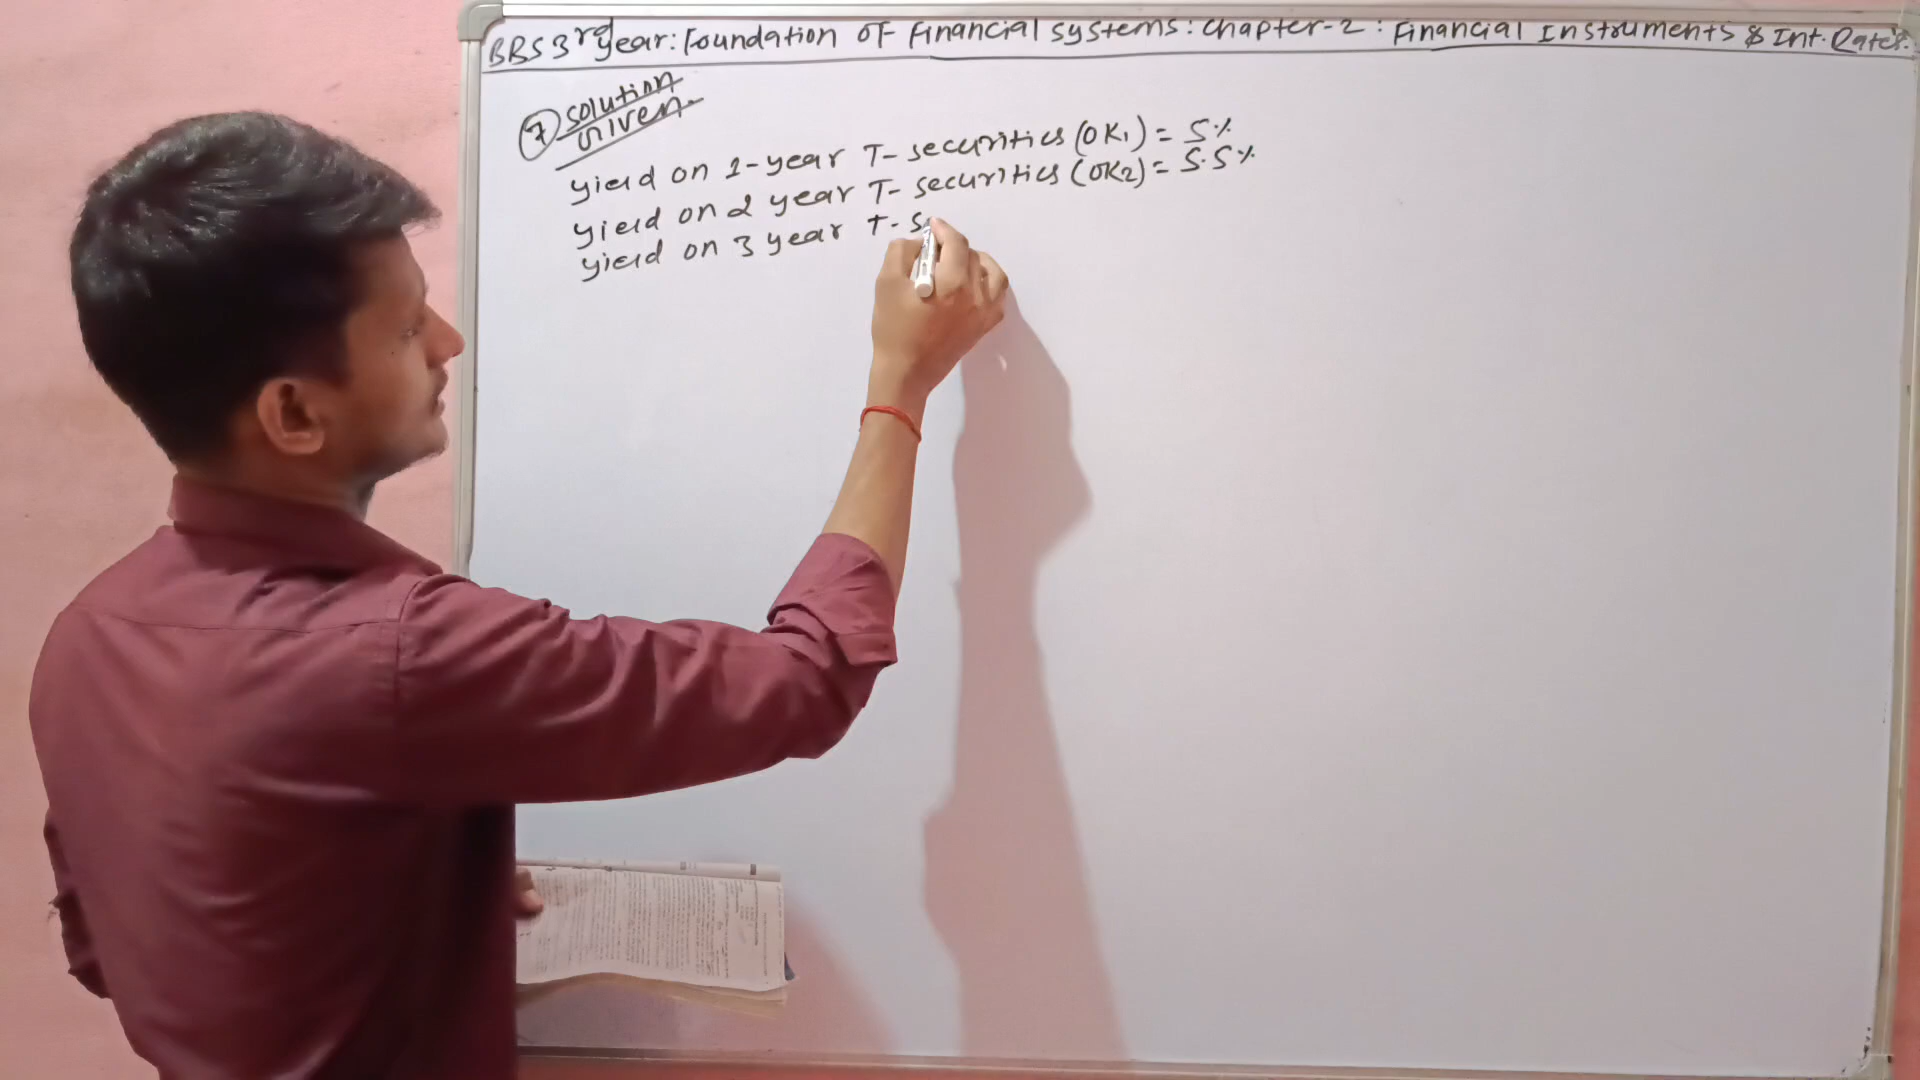 BBS 3rd year: Foundation of Financial systems: chapter-2: Financial Instruments & Int. Rates.
7 solution
Given.
yield on 1-year T-securities (0K1) = 5%
yield on 2 year T-securities (0K2) = 5.5%
yield on 3 year T-s